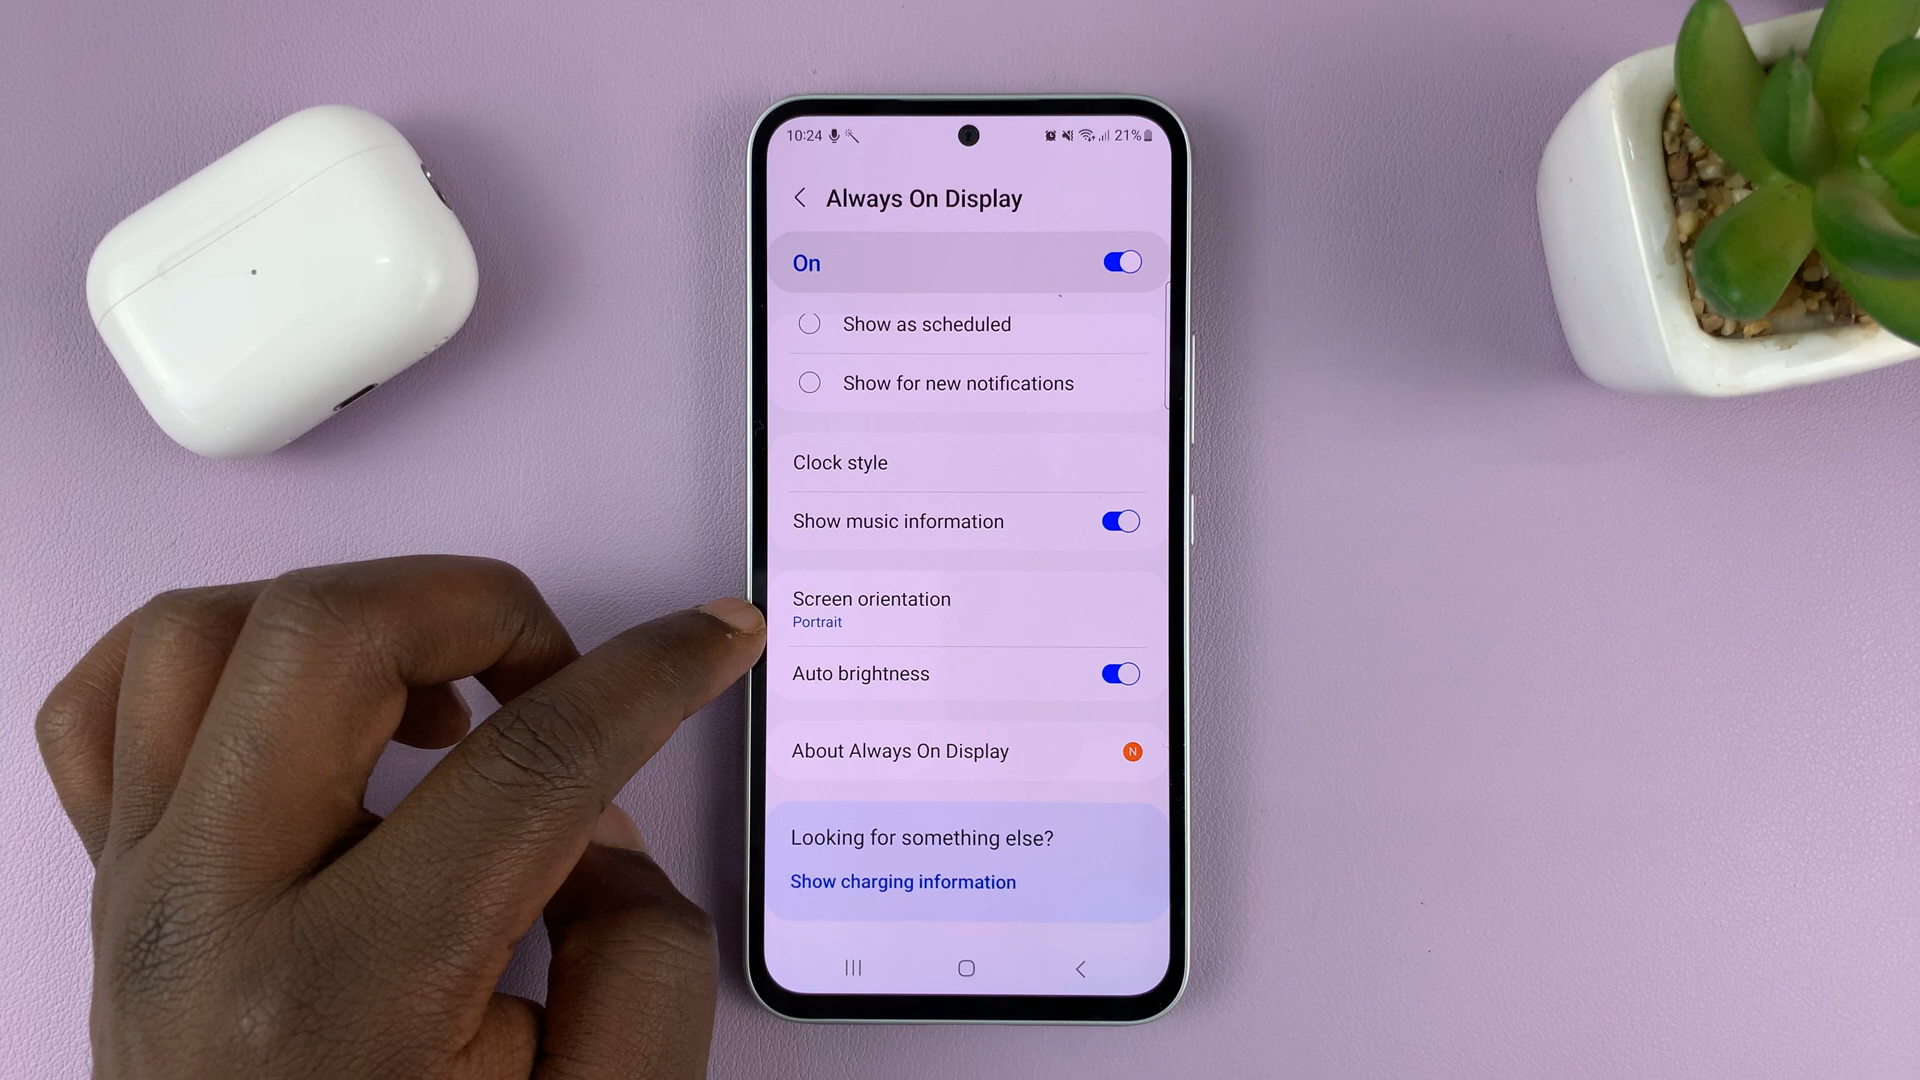 10:24 21%
Always On Display
On
Show as scheduled
Show for new notifications
Clock style
Show music information
Screen orientation
Portrait
Auto brightness
About Always On Display N
Looking for something else?
Show charging information